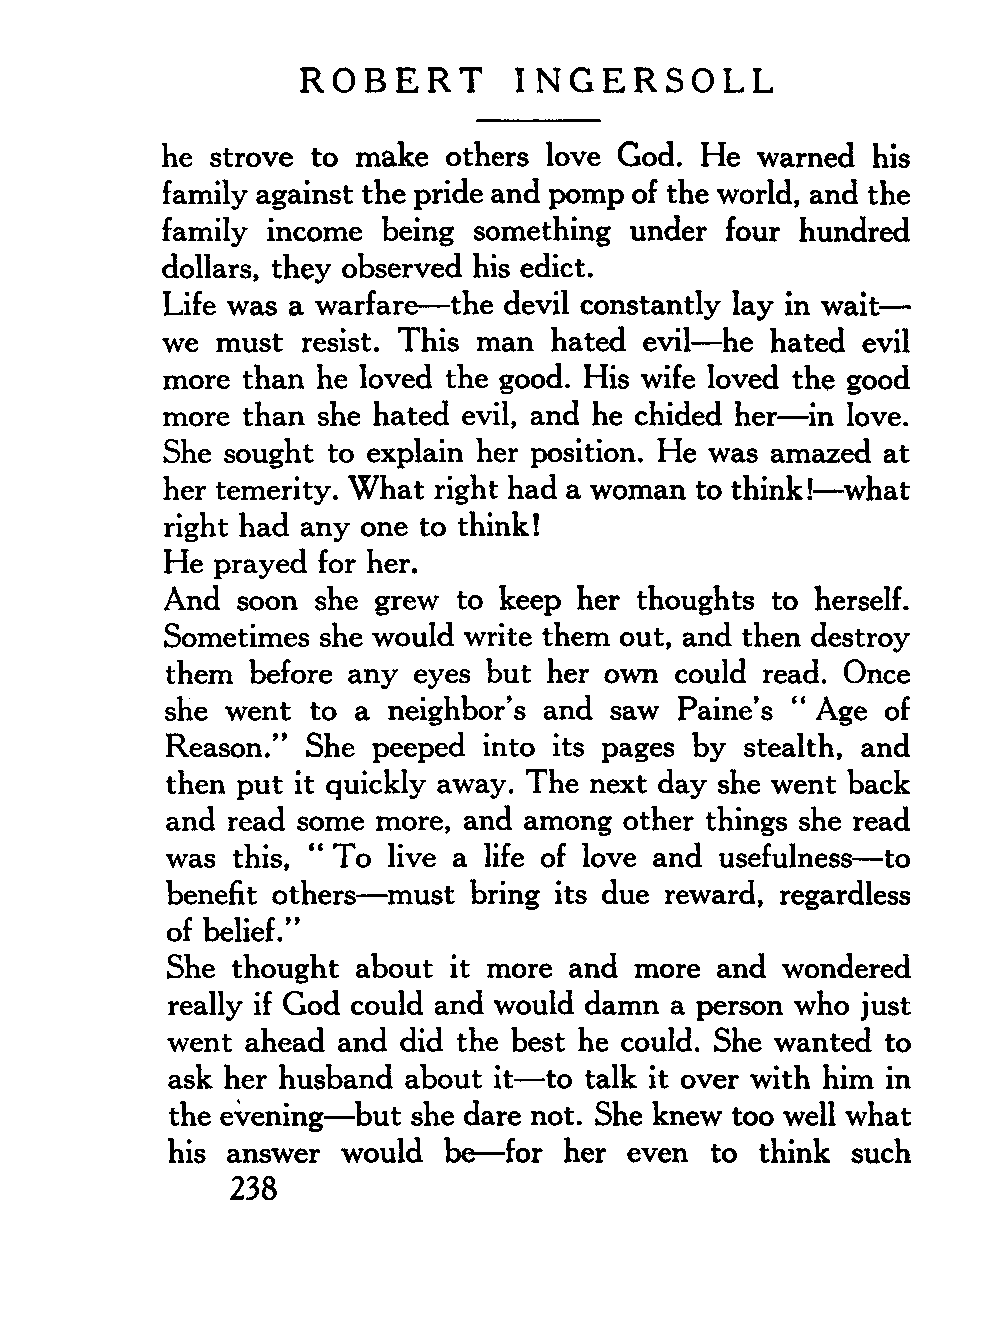 ROBERT INGERSOLL
he strove to make others love God. He warned his
family against the pride and pomp of the world, and the
family income being something under four hundred
dollars, they observed his edict.
Life was a warfare—the devil constantly lay in wait—
we must resist. This man hated evil—he hated evil
more than he loved the good. His wife loved the good
more than she hated evil, and he chided her—in love.
She sought to explain her position. He was amazed at
her temerity. What right had a woman to think!—what
right had any one to think!
He prayed for her.
And soon she grew to keep her thoughts to herself.
Sometimes she would write them out, and then destroy
them before any eyes but her own could read. Once
she went to a neighbor's and saw Paine's “ Age of
Reason.” She peeped into its pages by stealth, and
then put it quickly away. The next day she went back
and read some more, and among other things she read
was this, “ To live a life of love and usefulness—to
benefit others—must bring its due reward, regardless
of belief.”
She thought about it more and more and wondered
really if God could and would damn a person who just
went ahead and did the best he could. She wanted to
ask her husband about it—to talk it over with him in
the evening—but she dare not. She knew too well what
his answer would be—for her even to think such
238